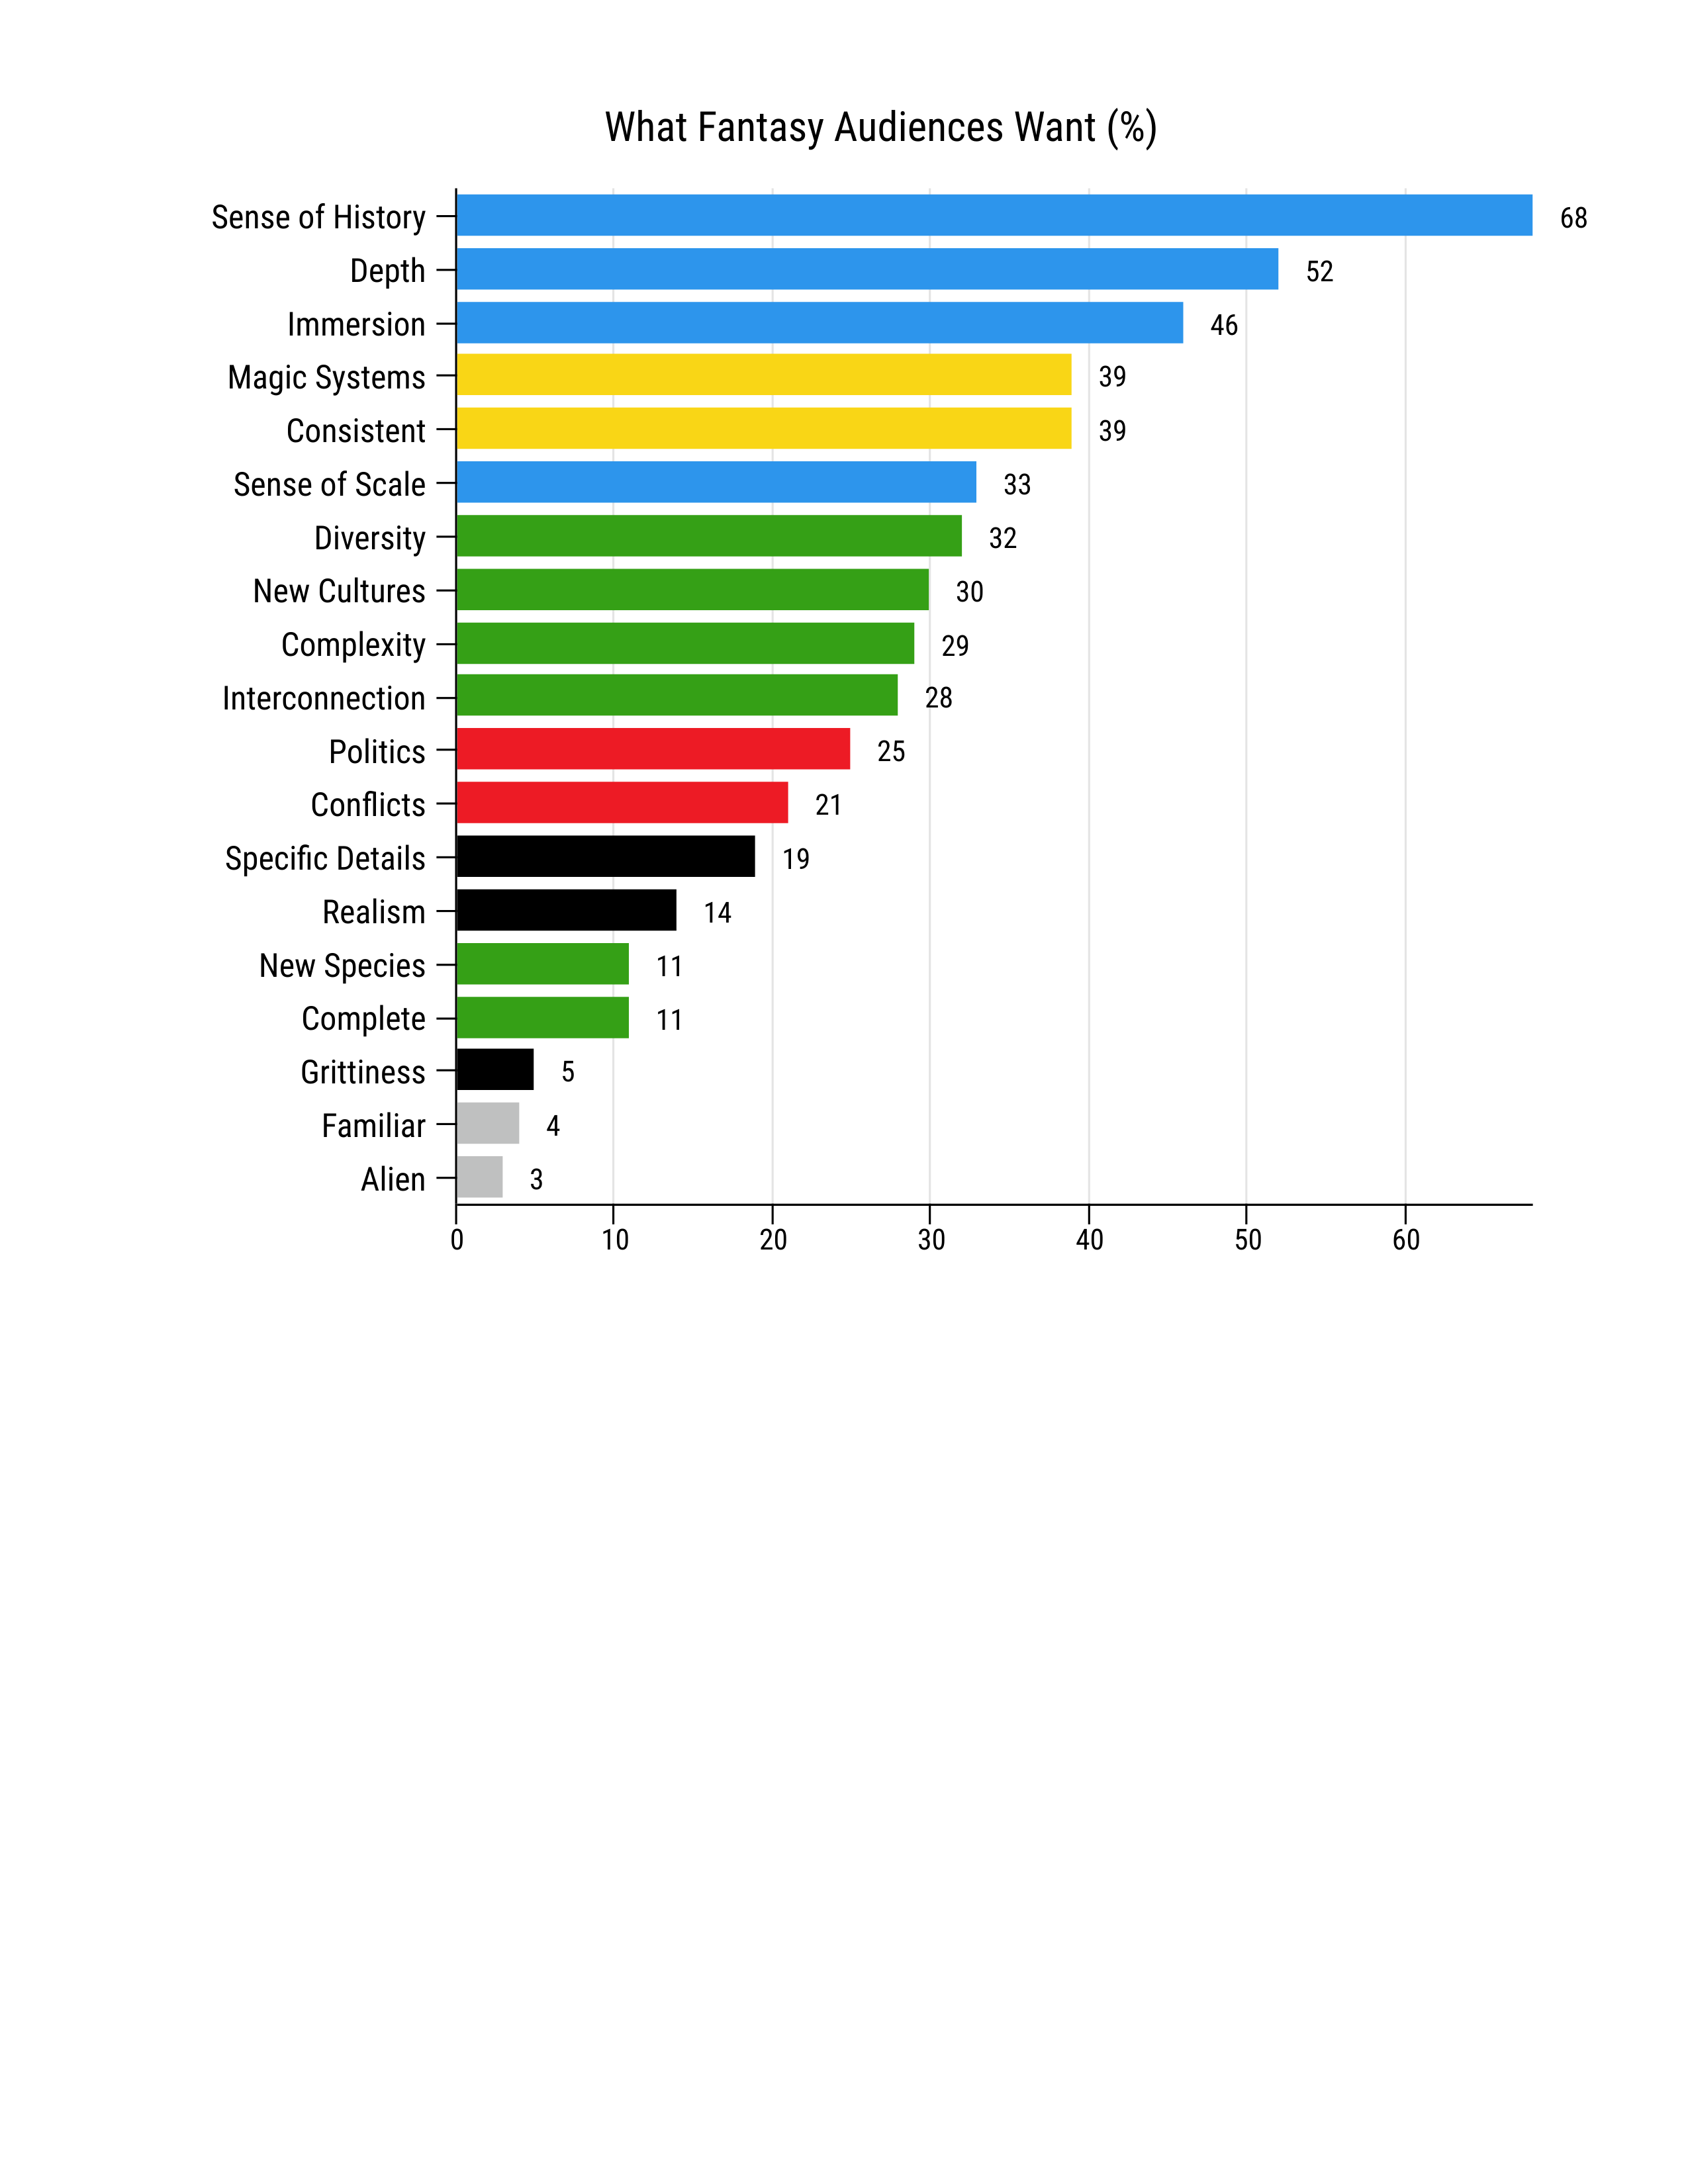 What Fantasy Audiences Want (%)
Sense of History 68
Depth 52
Immersion 46
Magic Systems 39
Consistent 39
Sense of Scale 33
Diversity 32
New Cultures 30
Complexity 29
Interconnection 28
Politics 25
Conflicts 21
Specific Details 19
Realism 14
New Species 11
Complete 11
Grittiness 5
Familiar 4
Alien 3
0 10 20 30 40 50 60